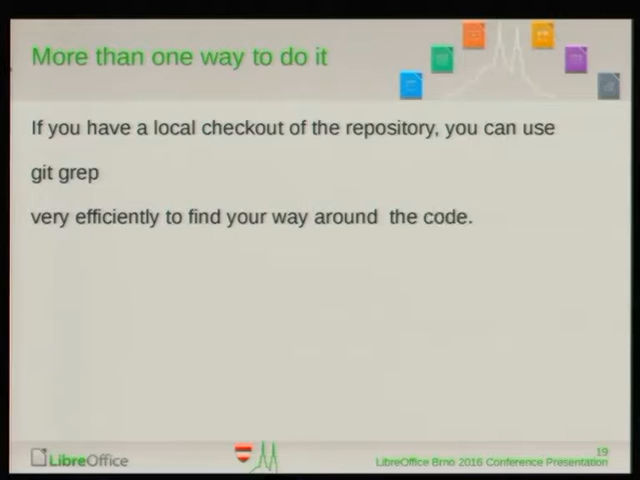 More than one way to do it
If you have a local checkout of the repository, you can use
git grep
very efficiently to find your way around the code.
LibreOffice
19
LibreOffice Brno 2016 Conference Presentation